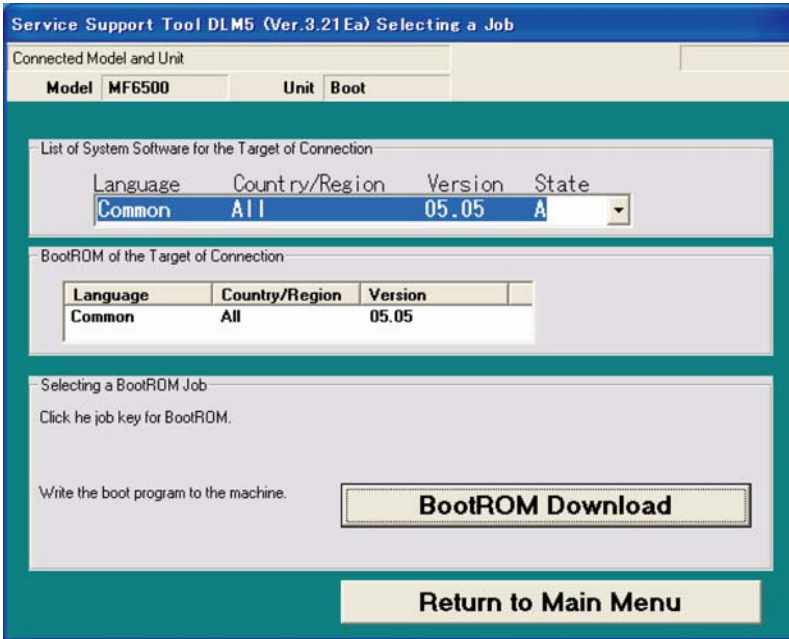 Service Support Tool DLM5 (Ver.3.21Ea) Selecting a Job
Connected Model and Unit
Model MF6500 Unit Boot
List of System Software for the Target of Connection
Language Country/Region Version State
Common All 05.05 A
BootROM of the Target of Connection
Language Country/Region Version
Common All 05.05
Selecting a BootROM Job
Click he job key for BootROM.
Write the boot program to the machine.
BootROM Download
Return to Main Menu